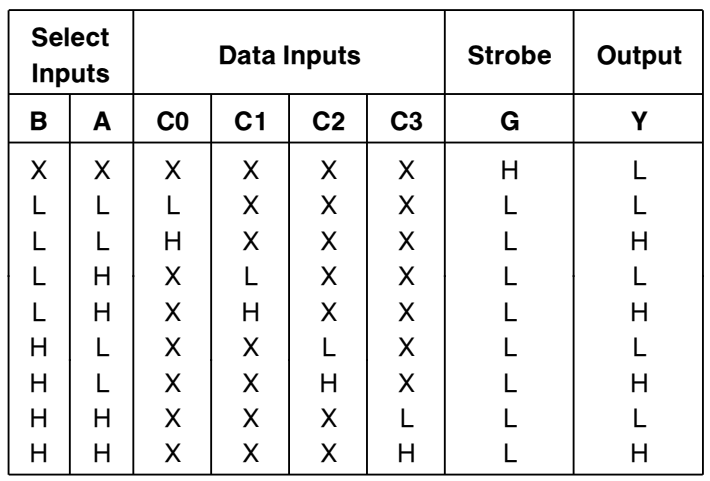 Select Inputs Data Inputs Strobe Output
B A C0 C1 C2 C3 G Y
X X X X X X H L
L L L X X X L L
L L H X X X L H
L H X L X X L L
L H X H X X L H
H L X X L X L L
H L X X H X L H
H H X X X L L L
H H X X X H L H